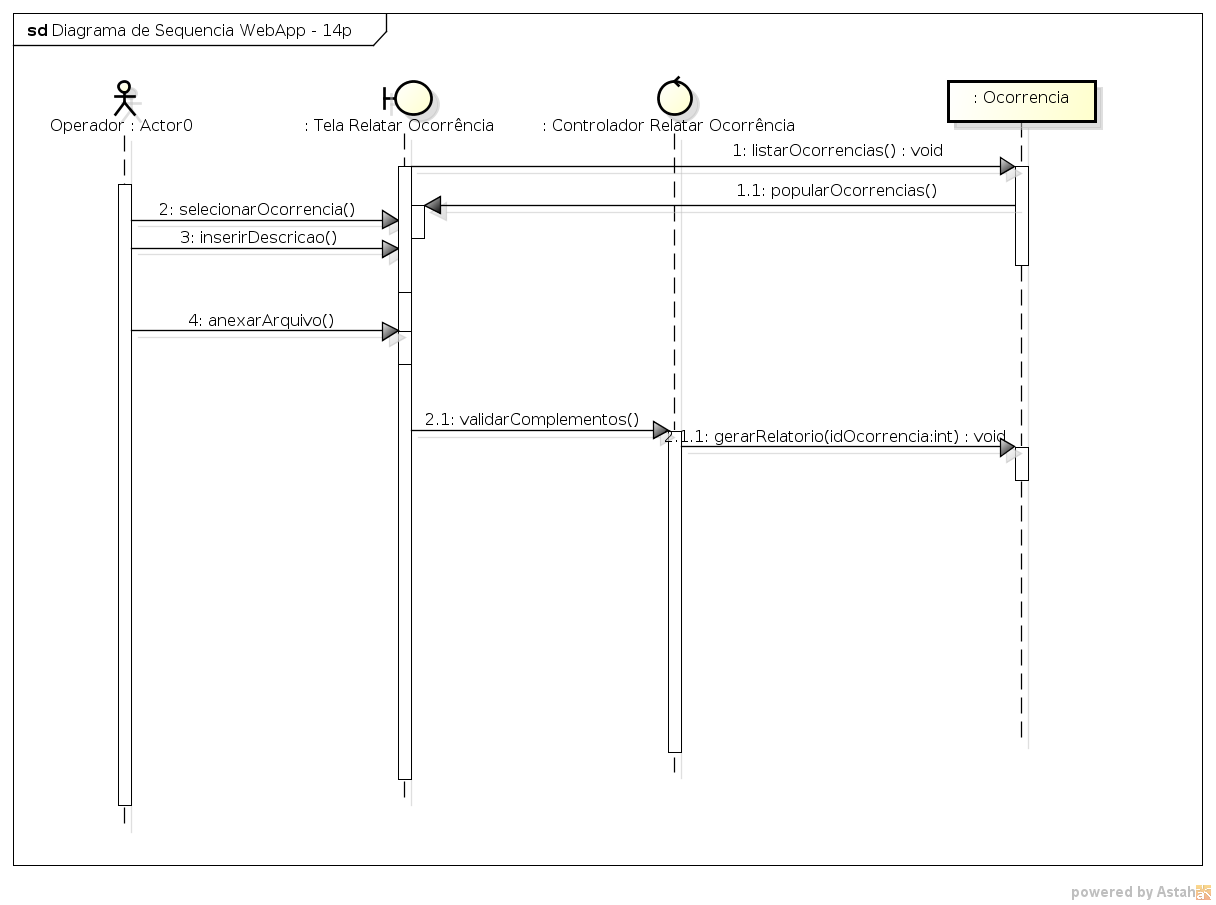 sd Diagrama de Sequencia WebApp - 14p
Operador : Actor0
: Tela Relatar Ocorrência
: Controlador Relatar Ocorrência
: Ocorrencia
1: listarOcorrencias() : void
1.1: popularOcorrencias()
2: selecionarOcorrencia()
3: inserirDescricao()
4: anexarArquivo()
2.1: validarComplementos()
2.1.1: gerarRelatorio(idOcorrencia:int) : void
powered by Astah